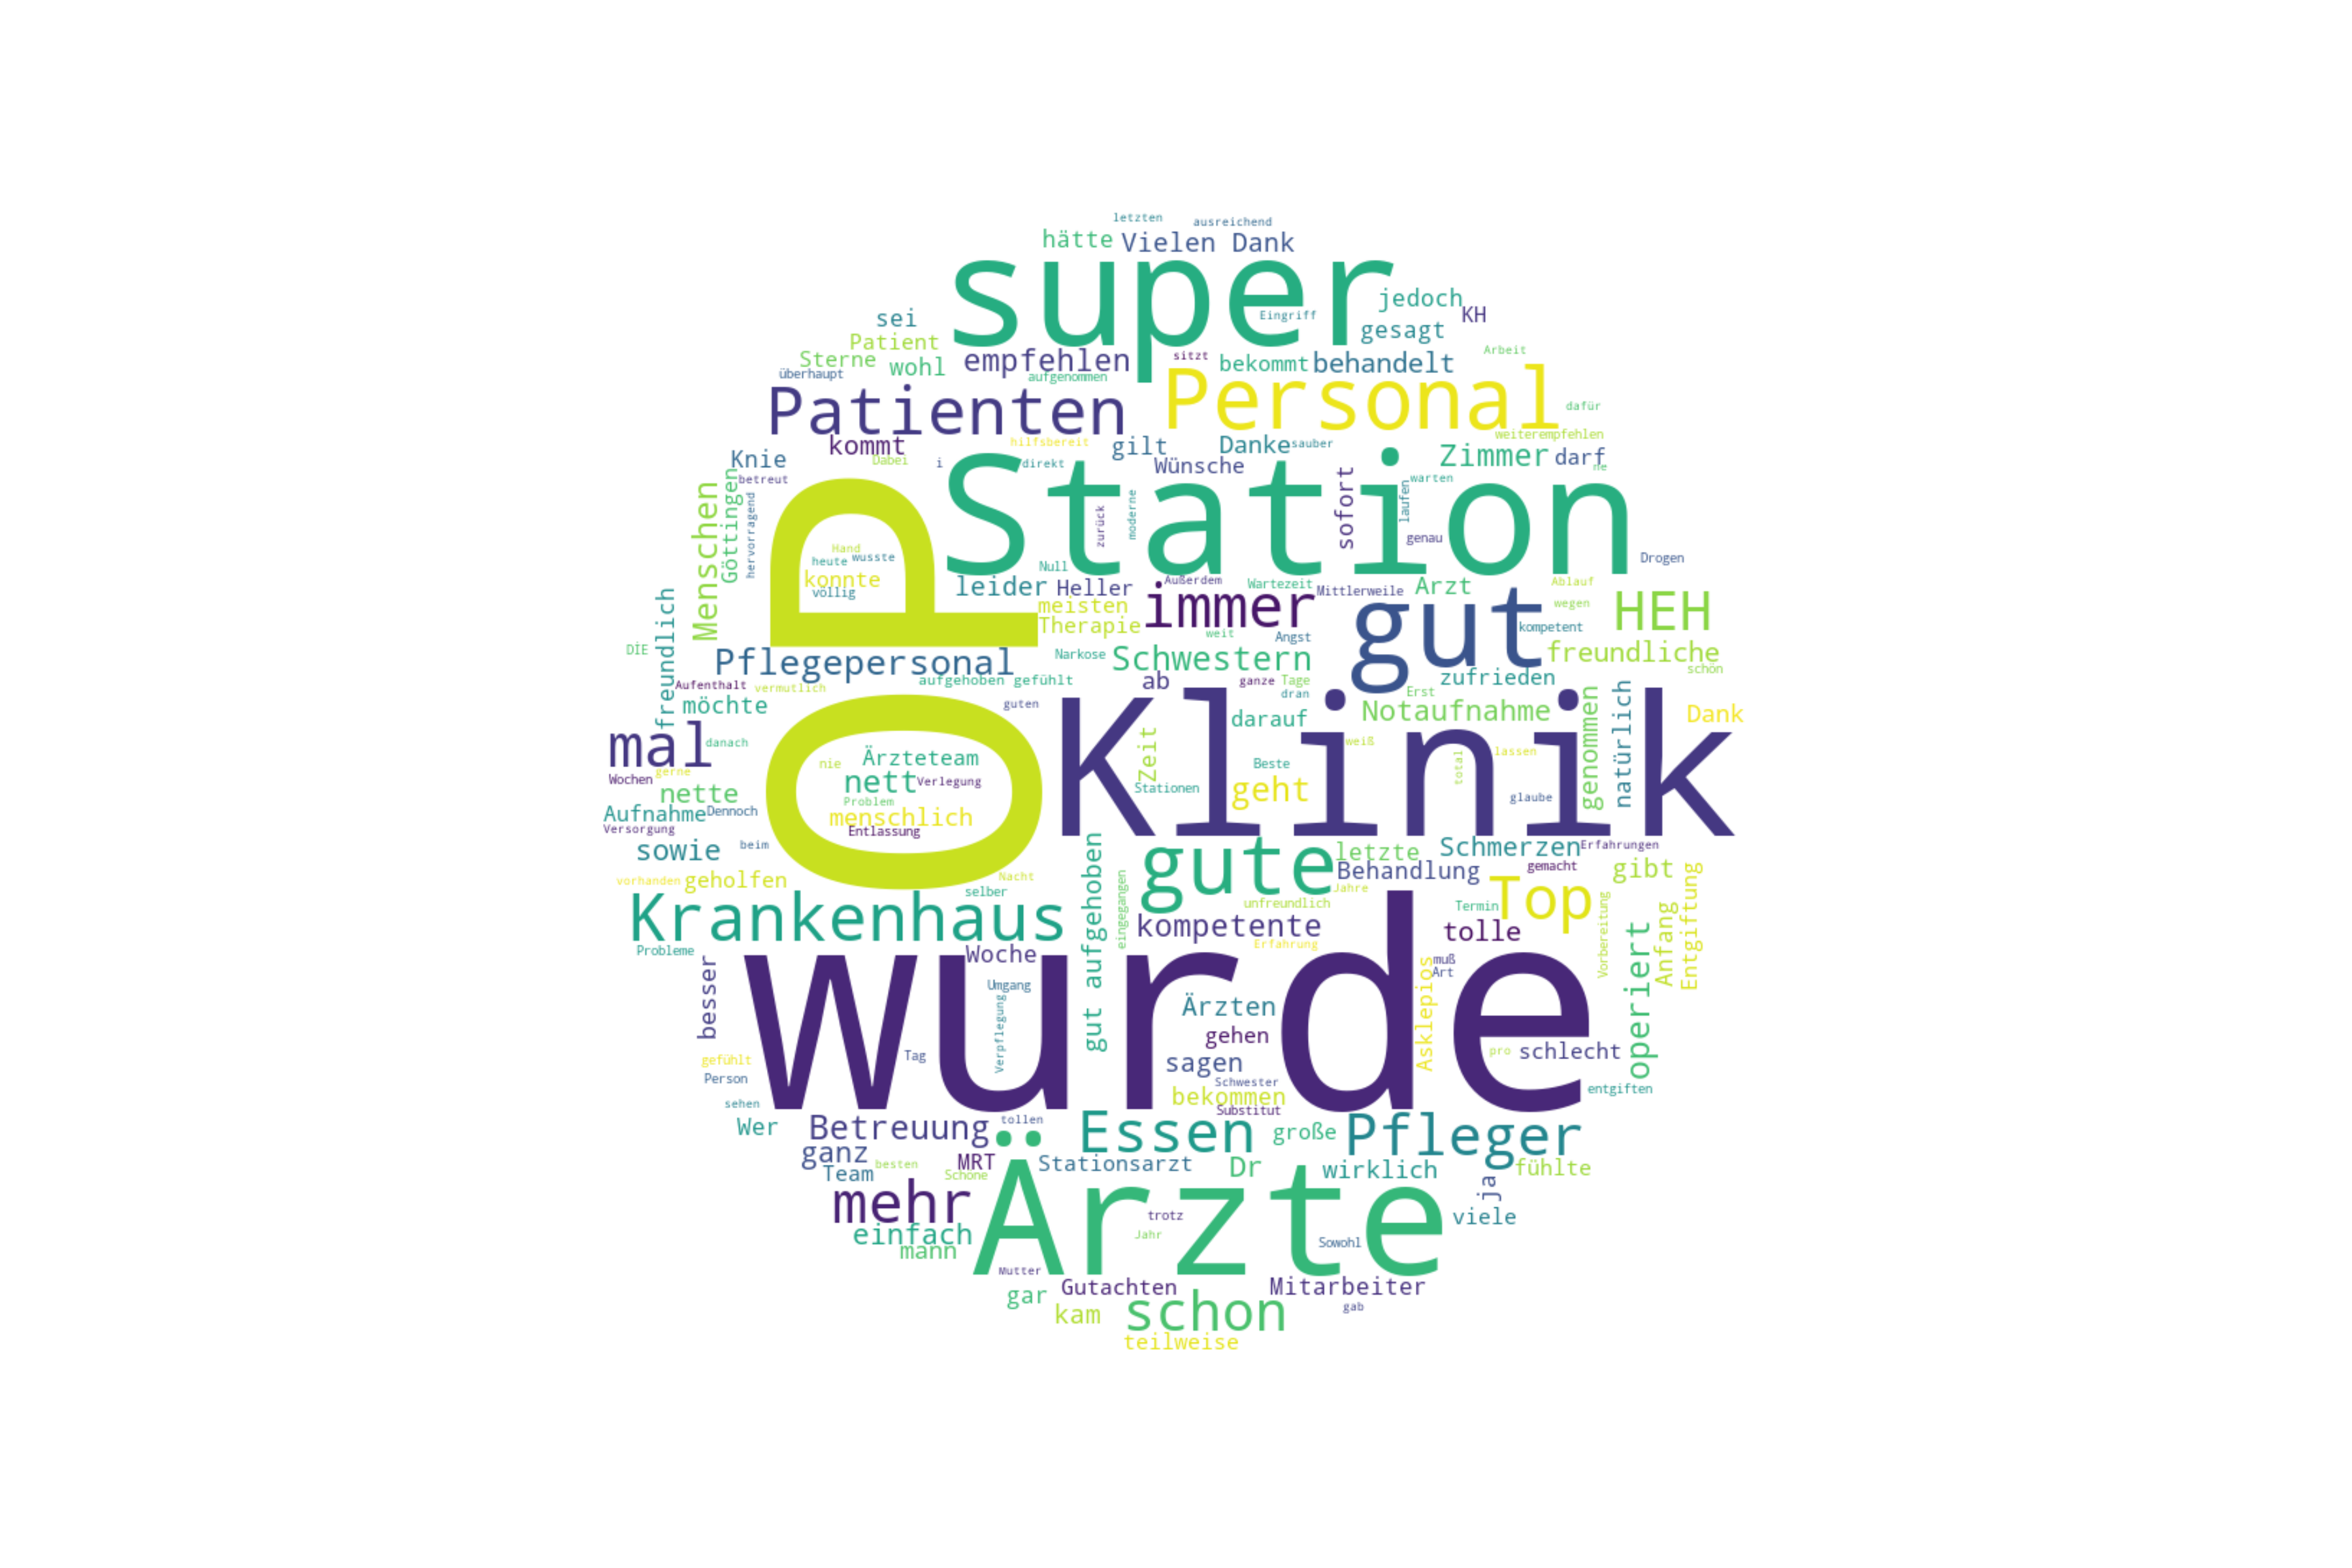 letzten
ausreichend
hätte
Vielen Dank
super
jedoch
KH
Eingriff
sei
gesagt
Patient
Sterne
wohl
empfehlen
sitzt
bekommt
behandelt
Arbeit
überhaupt
aufgenommen
Patienten
Personal
dafür
kommt
hilfsbereit
gilt
Danke
sauber
weiterempfehlen
Knie
Dabei
i
direkt
Wünsche
Zimmer
darf
ne
betreut
Station
sofort
warten
laufen
Menschen
Göttingen
hervorragend
OP
zurück
moderne
genau
Drogen
Hand
heute
wusste
konnte
völlig
Null
leider
Heller
Außerdem
Wartezeit
Mittlerweile
Arzt
Ablauf
meisten
immer
gut
wegen
HEH
Therapie
weit
Angst
kompetent
DİE
freundlich
Pflegepersonal
Narkose
Schwestern
freundliche
schön
Aufenthalt
vermutlich
aufgehoben gefühlt
ab
ganze
Tage
zufrieden
möchte
guten
dran
Erst
natürlich
mal
danach
Klinik
darauf
Notaufnahme
genommen
Dank
Ärzteteam
Zeit
weiß
nie
Wochen
gerne
nett
Verlegung
Beste
total
lassen
nette
Problem
Stationen
geht
glaube
Aufnahme
Dennoch
menschlich
Versorgung
Entlassung
sowie
beim
gut aufgehoben
gute
letzte
Schmerzen
Erfahrungen
vorhanden
geholfen
Nacht
Behandlung
gemacht
gibt
selber
eingegangen
Jahre
Top
Entgiftung
Krankenhaus
unfreundlich
Termin
Vorbereitung
kompetente
tolle
Anfang
Probleme
Woche
Erfahrung
operiert
besser
wurde
Umgang
muß
Art
Verpflegung
Ärzten
Asklepios
Tag
gehen
gefühlt
sagen
pro
schlecht
Person
Schwester
entgiften
sehen
bekommen
Substitut
Wer
Betreuung
tollen
Essen
große
Pfleger
ganz
MRT
Stationsarzt
Dr
wirklich
fühlte
Team
besten
Schöne
ja
mehr
Ärzte
trotz
viele
einfach
Jahr
Sowohl
mann
Mutter
Gutachten
Mitarbeiter
gar
kam
schon
gab
teilweise